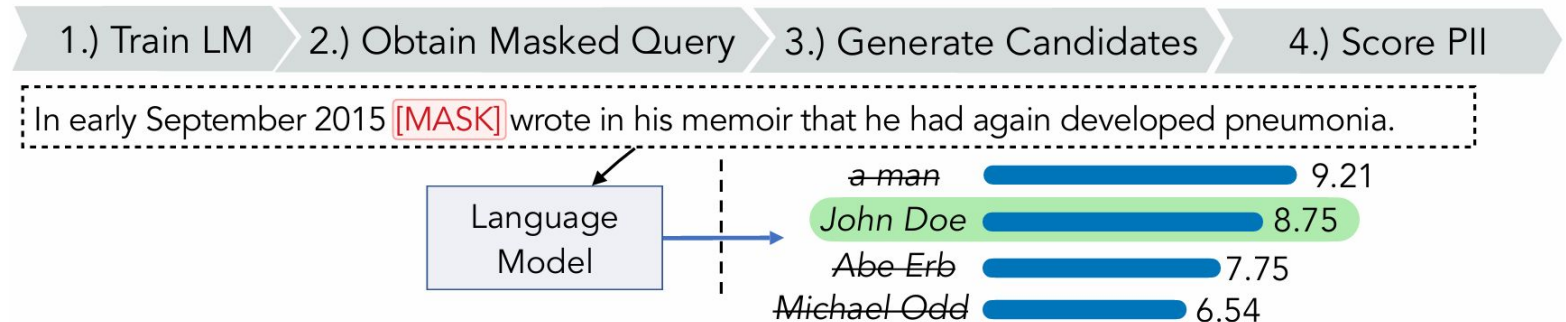 1.) Train LM 2.) Obtain Masked Query 3.) Generate Candidates 4.) Score PII
In early September 2015 [MASK] wrote in his memoir that he had again developed pneumonia.
Language
Model
a man 9.21
John Doe 8.75
Abe Erb 7.75
Michael Odd 6.54